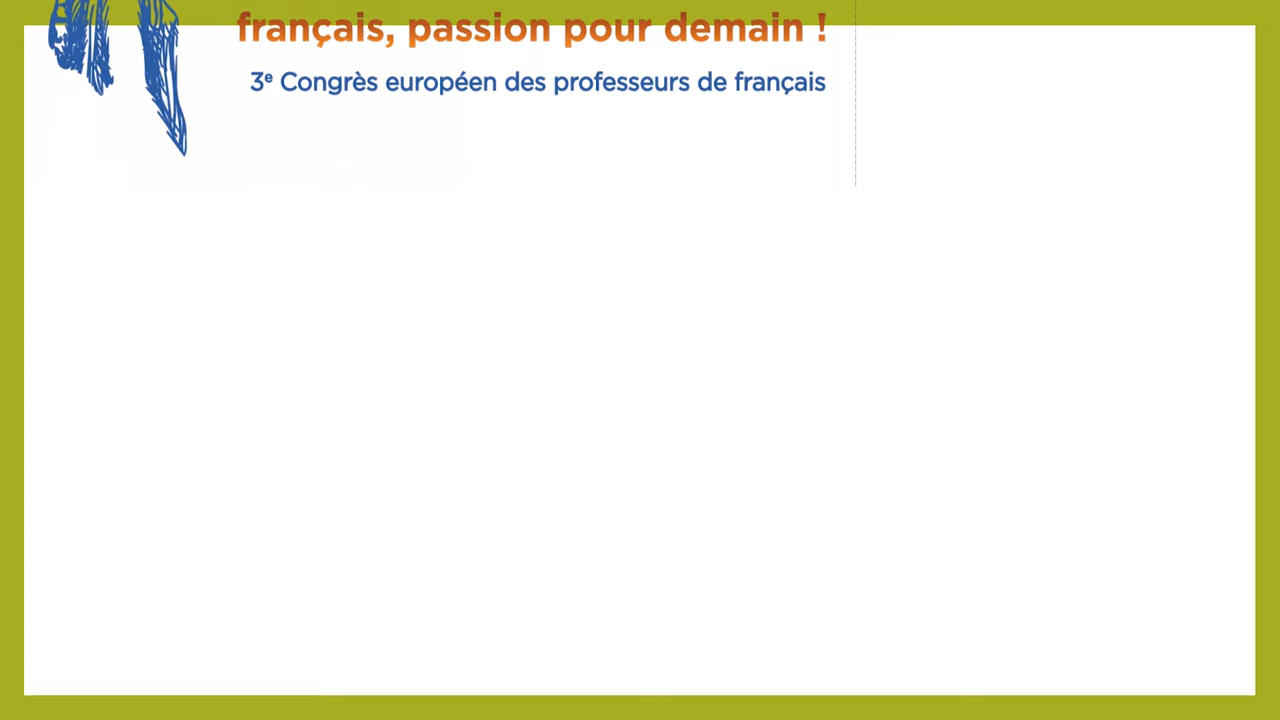 français, passion pour demain !
3e Congrès européen des professeurs de français